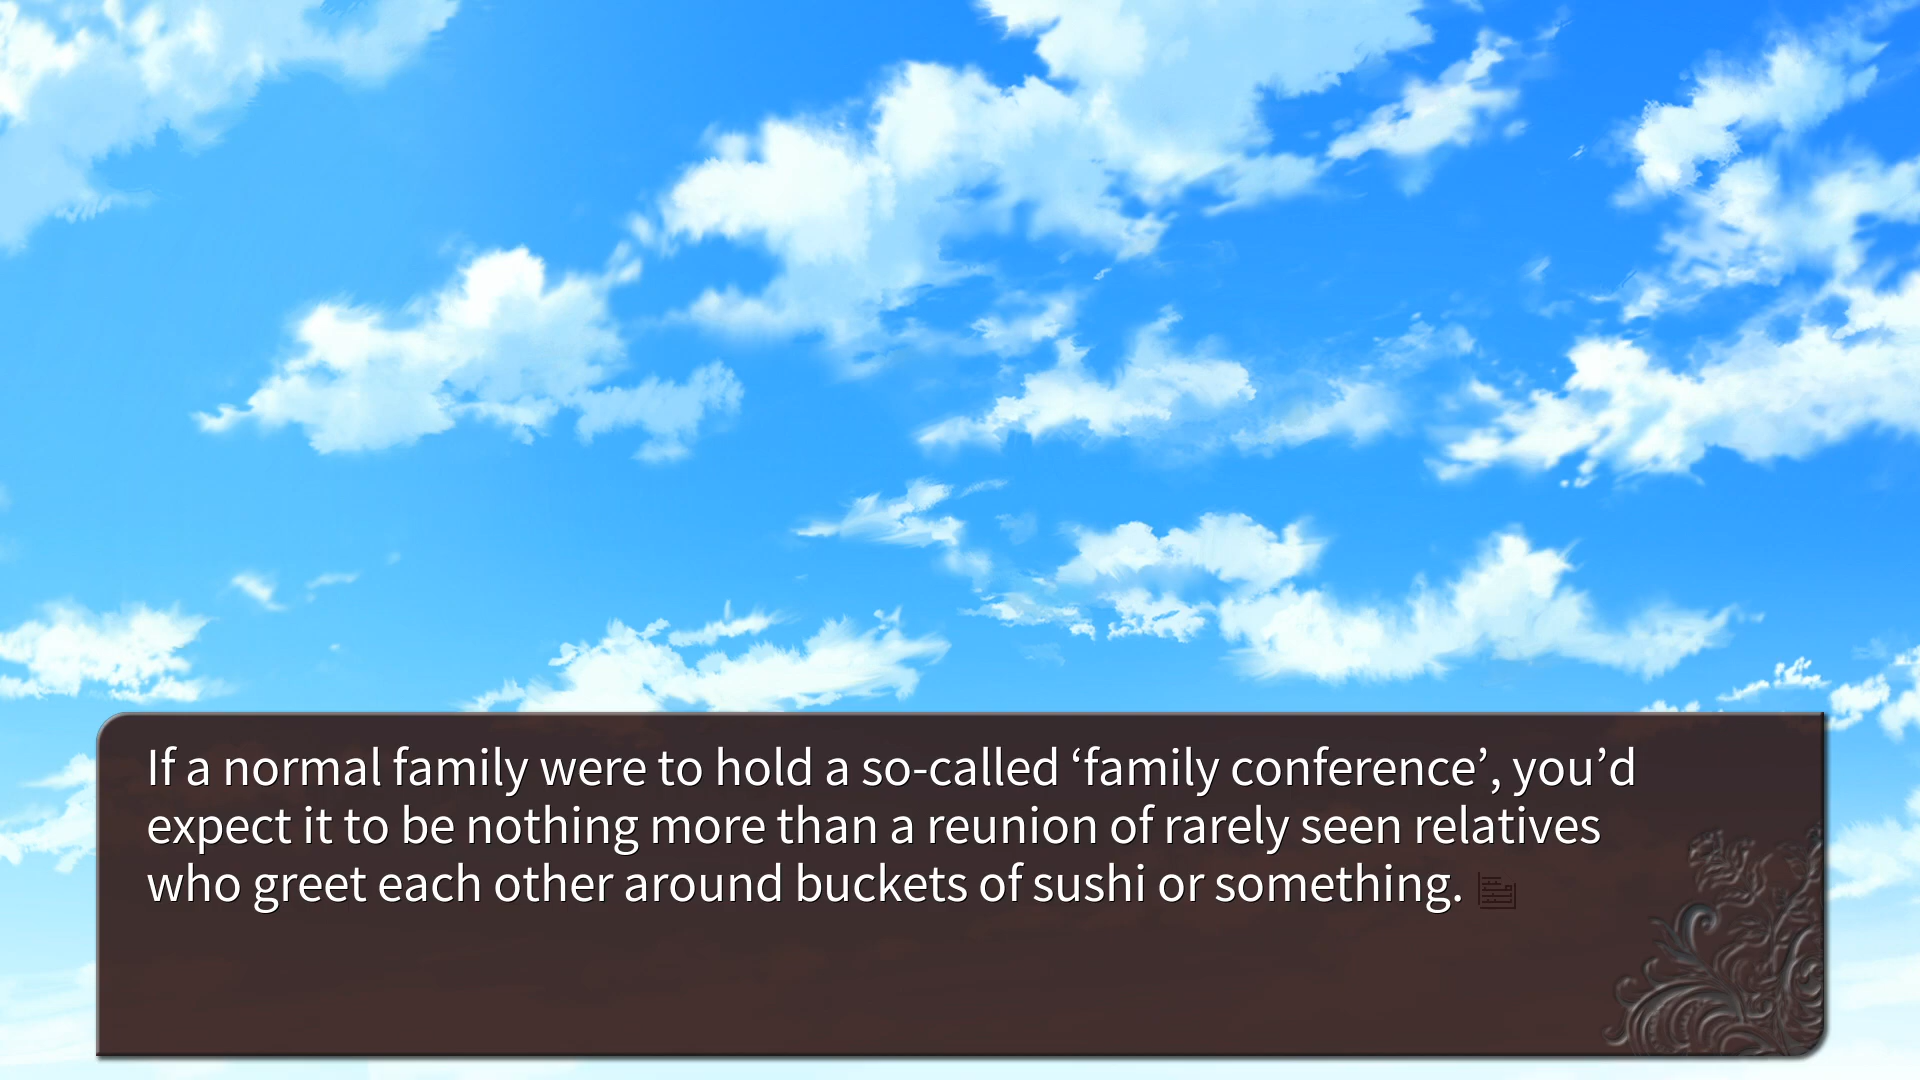 If a normal family were to hold a so-called ‘family conference’, you’d
expect it to be nothing more than a reunion of rarely seen relatives
who greet each other around buckets of sushi or something.